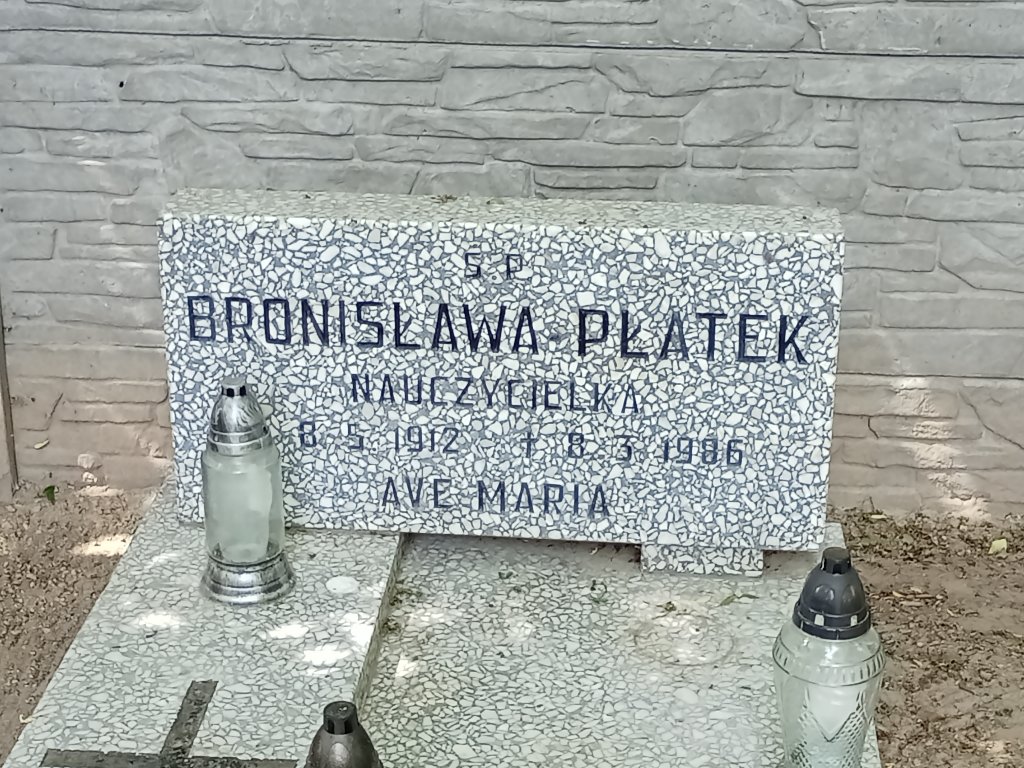 Ś P
BRONISŁAWA PŁATEK
NAUCZYCIELKA
8 5 1912 † 8 3 1986
AVE MARIA